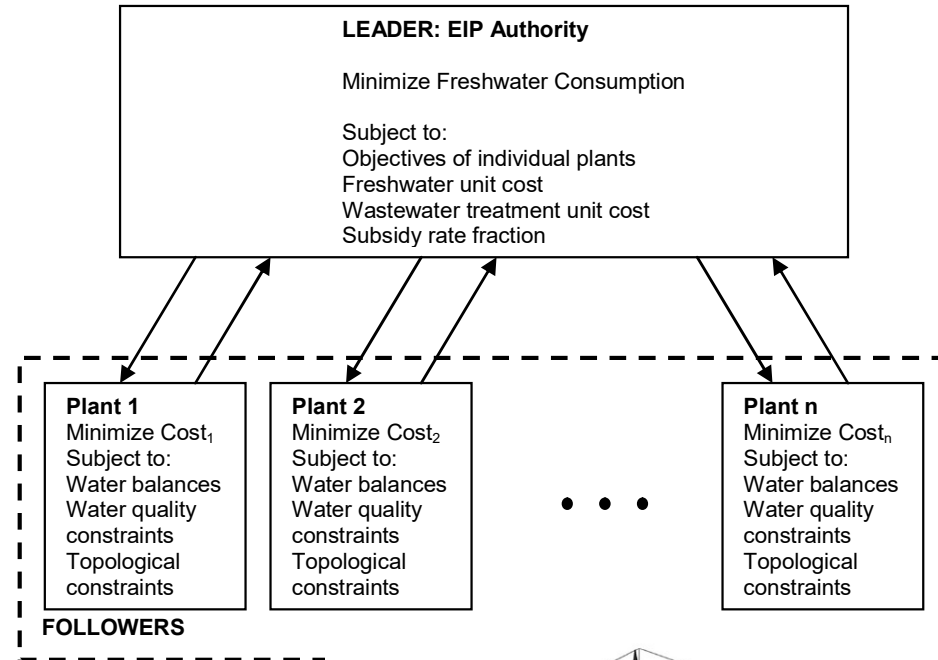 LEADER: EIP Authority
Minimize Freshwater Consumption
Subject to:
Objectives of individual plants
Freshwater unit cost
Wastewater treatment unit cost
Subsidy rate fraction
Plant 1
Minimize Cost₁
Subject to:
Water balances
Water quality
constraints
Topological
constraints
Plant 2
Minimize Cost₂
Subject to:
Water balances
Water quality
constraints
Topological
constraints
• • •
Plant n
Minimize Costₙ
Subject to:
Water balances
Water quality
constraints
Topological
constraints
FOLLOWERS